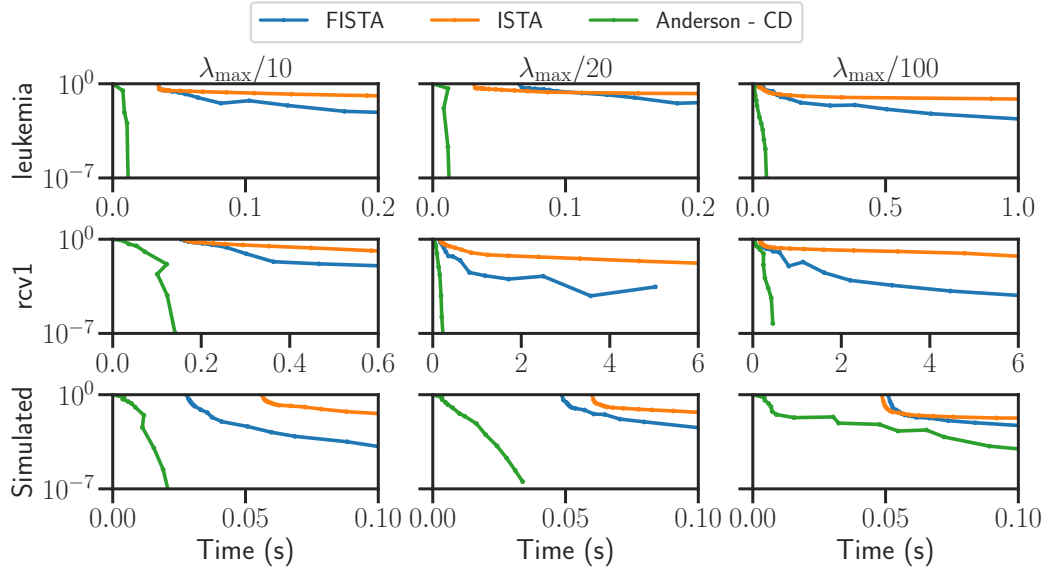 FISTA ISTA Anderson - CD
λmax/10 λmax/20 λmax/100
leukemia
10^0
10^-7
0.0 0.1 0.2 0.0 0.1 0.2 0.0 0.5 1.0
rcv1
10^0
10^-7
0.0 0.2 0.4 0.6 0 2 4 6 0 2 4 6
Simulated
10^0
10^-7
0.00 0.05 0.10 0.00 0.05 0.10 0.00 0.05 0.10
Time (s) Time (s) Time (s)